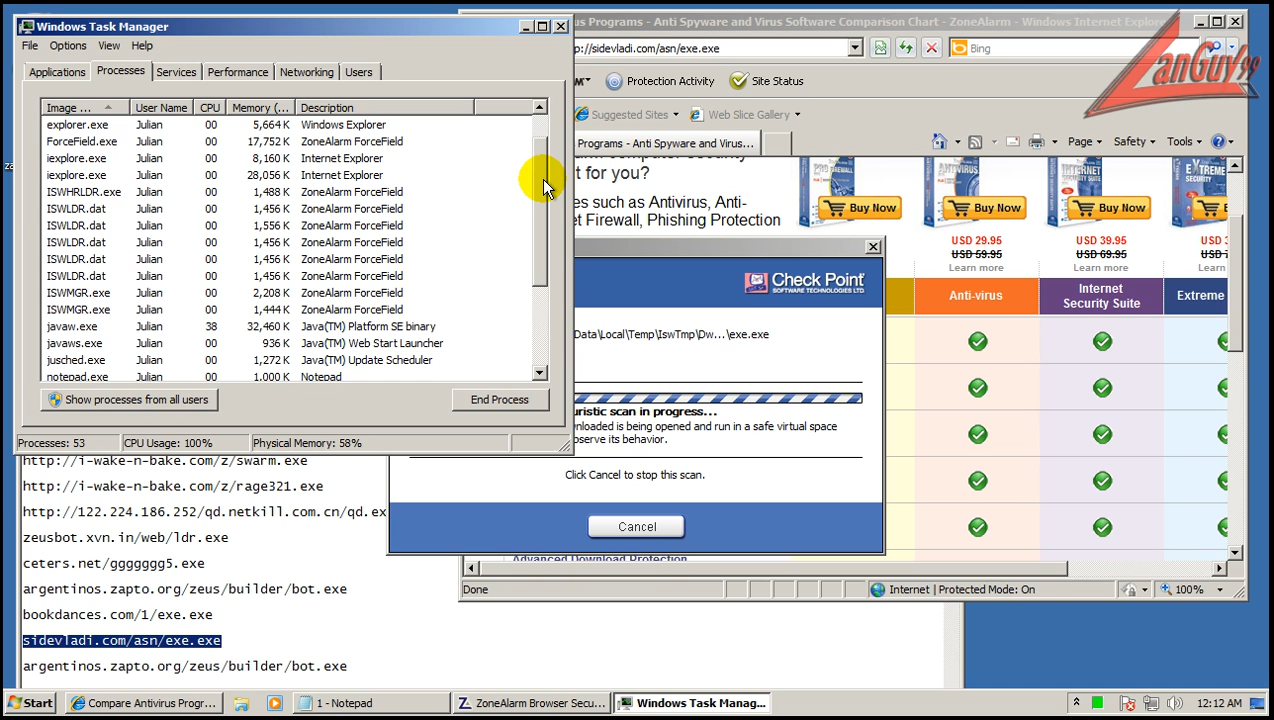 Windows Task Manager
File Options View Help
Applications Processes Services Performance Networking Users
Image ... User Name CPU Memory (... Description
explorer.exe Julian 00 5,664 K Windows Explorer
ForceField.exe Julian 00 17,752 K ZoneAlarm ForceField
iexplore.exe Julian 00 8,160 K Internet Explorer
iexplore.exe Julian 00 28,036 K Internet Explorer
ISWHRLDR.exe Julian 00 1,488 K ZoneAlarm ForceField
ISWLDR.dat Julian 00 1,456 K ZoneAlarm ForceField
ISWLDR.dat Julian 00 1,556 K ZoneAlarm ForceField
ISWLDR.dat Julian 00 1,456 K ZoneAlarm ForceField
ISWLDR.dat Julian 00 1,456 K ZoneAlarm ForceField
ISWLDR.dat Julian 00 1,456 K ZoneAlarm ForceField
ISWMGR.exe Julian 00 2,208 K ZoneAlarm ForceField
ISWMGR.exe Julian 00 1,444 K ZoneAlarm ForceField
javaw.exe Julian 38 32,460 K Java(TM) Platform SE binary
javaws.exe Julian 00 936 K Java(TM) Web Start Launcher
jusched.exe Julian 00 1,272 K Java(TM) Update Scheduler
notepad.exe Julian 00 1,000 K Notepad
Show processes from all users End Process
Processes: 53 CPU Usage: 100% Physical Memory: 58%
us Programs - Anti Spyware and Virus Software Comparison Chart - ZoneAlarm - Windows Internet Explorer
p://sidevladi.com/asn/exe.exe Bing
LanGuy99
M Protection Activity Site Status
Suggested Sites Web Slice Gallery
Programs - Anti Spyware and Virus... Page Safety Tools
t for you?
es such as Antivirus, Anti-
et Firewall, Phishing Protection
PRO FIREWALL ANTIVIRUS INTERNET SECURITY EXTREME SECURITY
Buy Now Buy Now Buy Now B
USD 29.95 USD 39.95 USD
USD 59.95 USD 69.95 USD
Learn more Learn more Learn
Anti-virus Internet Security Suite Extreme
Check Point
SOFTWARE TECHNOLOGIES LTD.
Data\Local\Temp\IswTmp\Dw...\exe.exe
uristic scan in progress...
nloaded is being opened and run in a safe virtual space
bserve its behavior.
Click Cancel to stop this scan.
Cancel
Advanced Download Protection
Done Internet | Protected Mode: On 100%
http://i-wake-n-bake.com/z/swarm.exe
http://i-wake-n-bake.com/z/rage321.exe
http://122.224.186.252/qd.netkill.com.cn/qd.ex
zeusbot.xvn.in/web/ldr.exe
ceters.net/ggggggg5.exe
argentinos.zapto.org/zeus/builder/bot.exe
bookdances.com/1/exe.exe
sidevladi.com/asn/exe.exe
argentinos.zapto.org/zeus/builder/bot.exe
Start Compare Antivirus Progr... 1 - Notepad ZoneAlarm Browser Secu... Windows Task Manag... 12:12 AM